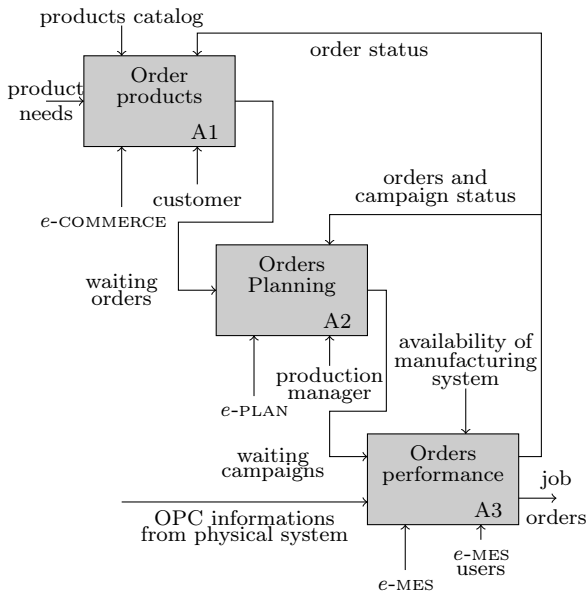 products catalog
order status
Order
products
A1
product
needs
customer
e-COMMERCE
orders and
campaign status
waiting
orders
Orders
Planning
A2
availability of
manufacturing
system
production
manager
e-PLAN
waiting
campaigns
Orders
performance
A3
job
orders
OPC informations
from physical system
e-MES
users
e-MES